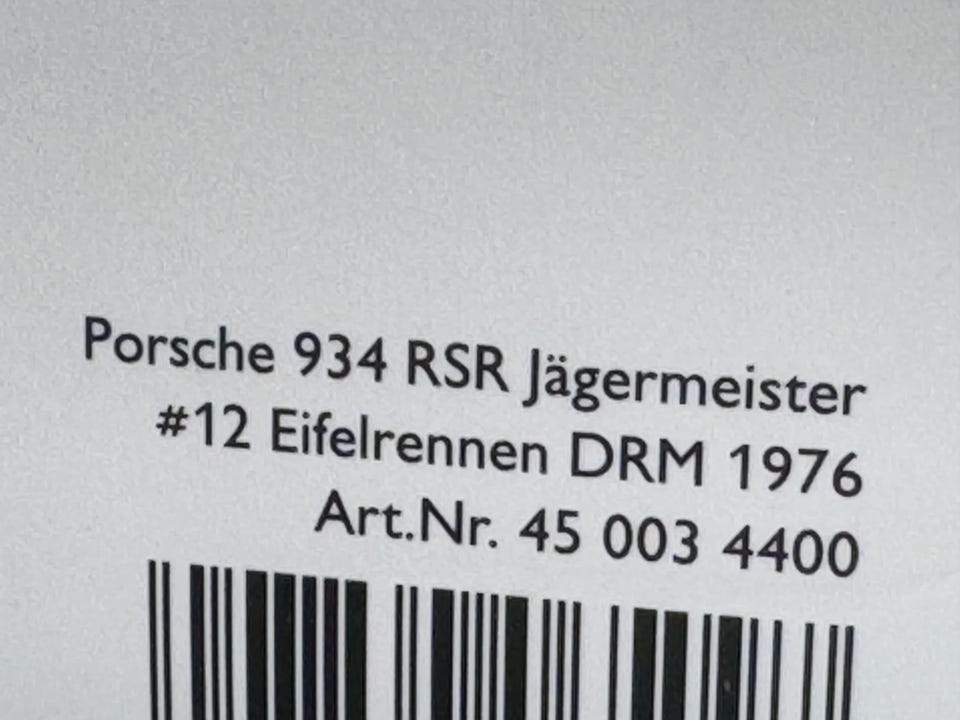 Porsche 934 RSR Jägermeister
#12 Eifelrennen DRM 1976
Art.Nr. 45 003 4400